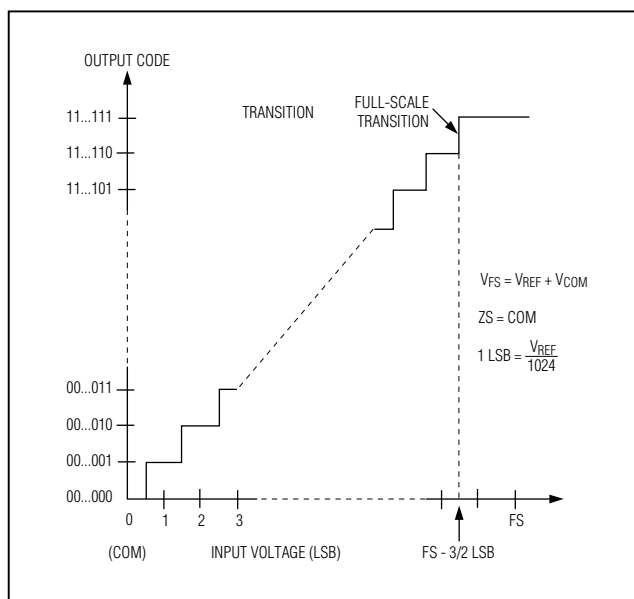 OUTPUT CODE
TRANSITION
FULL-SCALE
TRANSITION
11...111
11...110
11...101
VFS = VREF + VCOM
ZS = COM
1 LSB = VREF
1024
00...011
00...010
00...001
00...000
0
1
2
3
FS
(COM)
INPUT VOLTAGE (LSB)
FS - 3/2 LSB